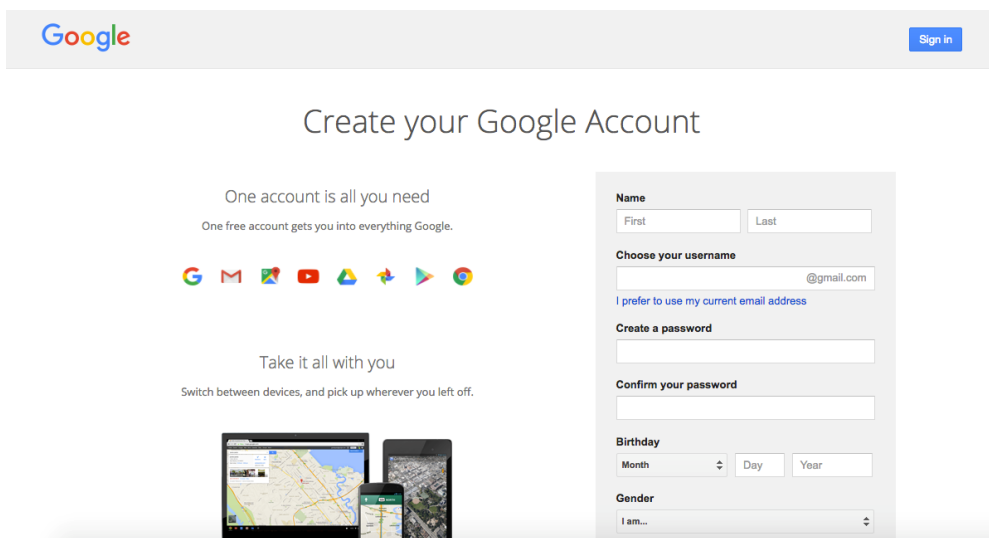 Google
Sign in
Create your Google Account
One account is all you need
One free account gets you into everything Google.
Take it all with you
Switch between devices, and pick up wherever you left off.
Name
First
Last
Choose your username
@gmail.com
I prefer to use my current email address
Create a password
Confirm your password
Birthday
Month
Day
Year
Gender
I am...